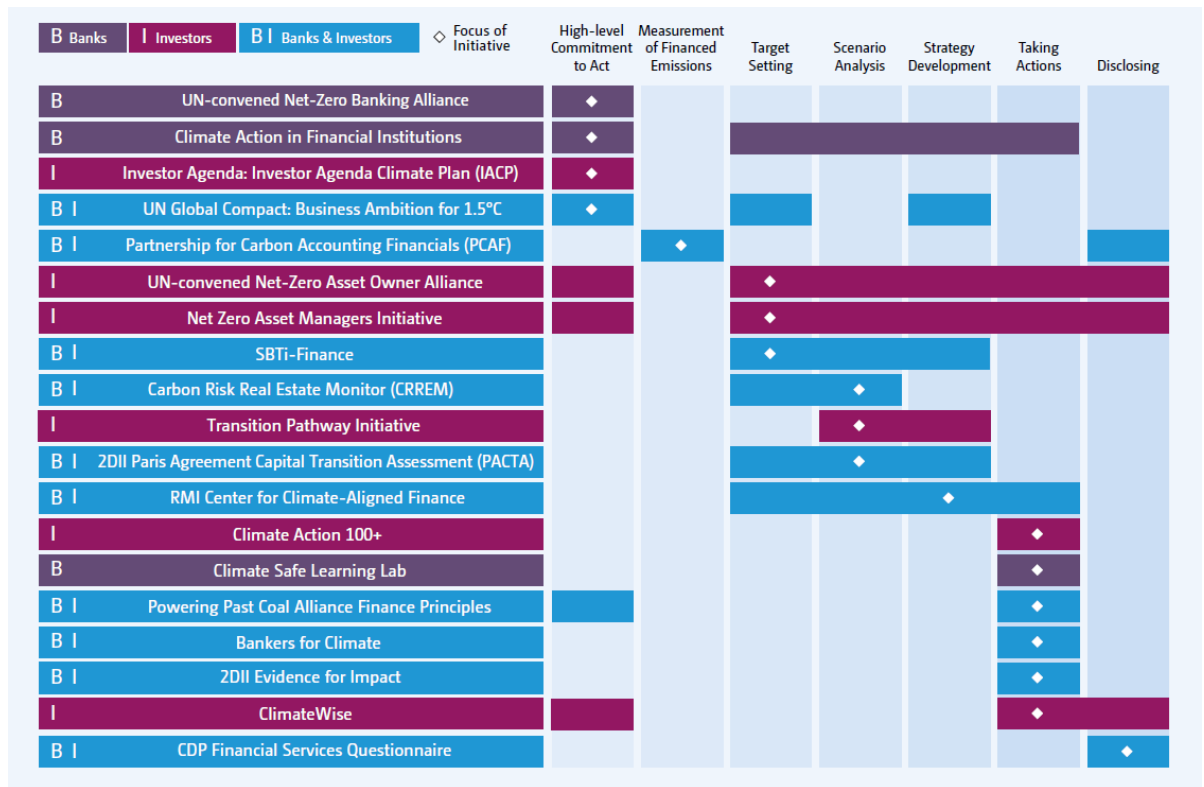 B Banks
I Investors
B I Banks & Investors
Focus of
Initiative
High-level
Commitment
to Act
Measurement
of Financed
Emissions
Target
Setting
Scenario
Analysis
Strategy
Development
Taking
Actions
Disclosing
B UN-convened Net-Zero Banking Alliance
B Climate Action in Financial Institutions
I Investor Agenda: Investor Agenda Climate Plan (IACP)
B I UN Global Compact: Business Ambition for 1.5°C
B I Partnership for Carbon Accounting Financials (PCAF)
I UN-convened Net-Zero Asset Owner Alliance
I Net Zero Asset Managers Initiative
B I SBTi-Finance
B I Carbon Risk Real Estate Monitor (CRREM)
I Transition Pathway Initiative
B I 2DII Paris Agreement Capital Transition Assessment (PACTA)
B I RMI Center for Climate-Aligned Finance
I Climate Action 100+
B Climate Safe Learning Lab
B I Powering Past Coal Alliance Finance Principles
B I Bankers for Climate
B I 2DII Evidence for Impact
I ClimateWise
B I CDP Financial Services Questionnaire